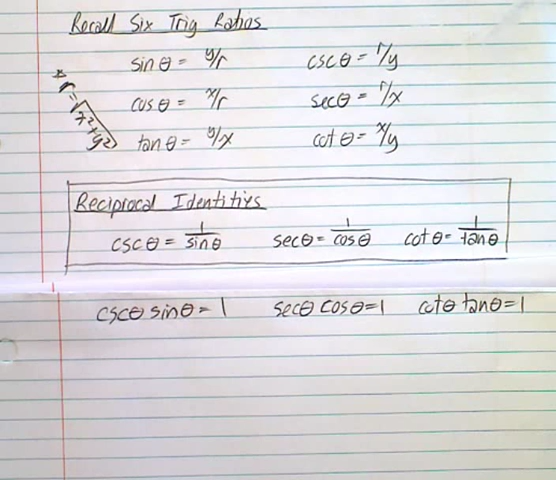 Recall Six Trig Ratios
sin θ = y/r csc θ = r/y
* r = √x²+y²
cos θ = x/r sec θ = r/x
tan θ = y/x cot θ = x/y
Reciprocal Identities
csc θ = 1/sin θ sec θ = 1/cos θ cot θ = 1/tan θ
csc θ sin θ = 1 sec θ cos θ = 1 cot θ tan θ = 1